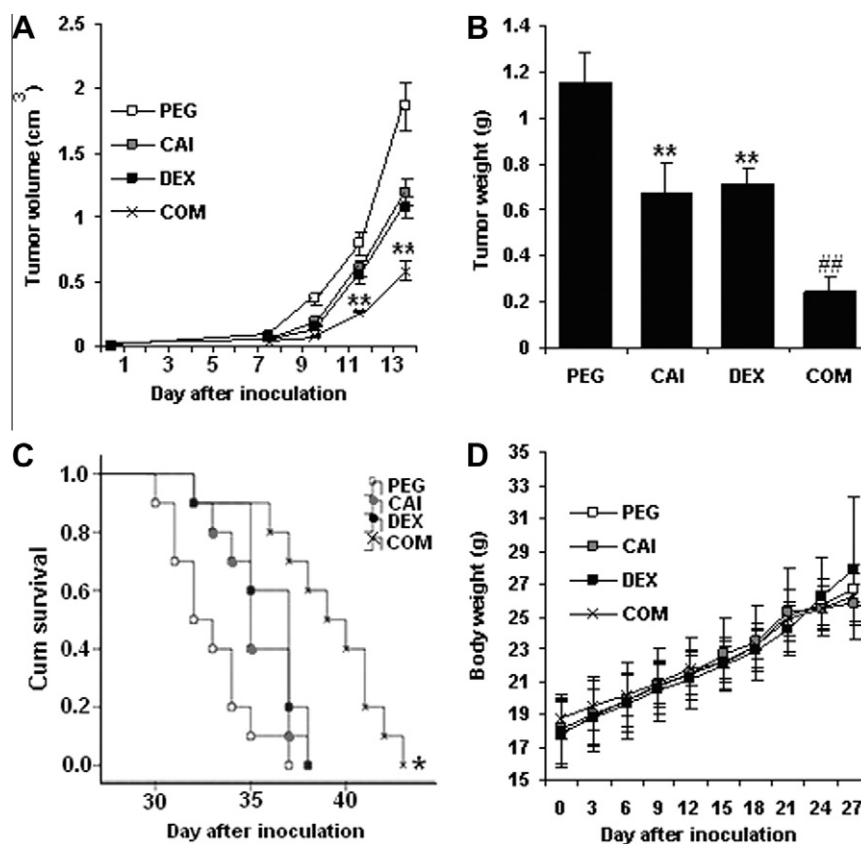 A
Tumor volume (cm3)
2.5
2
1.5
1
0.5
0
PEG
CAI
DEX
COM
**
**
1 3 5 7 9 11 13
Day after inoculation
B
Tumor weight (g)
1.4
1.2
1
0.8
0.6
0.4
0.2
0
**
**
##
PEG CAI DEX COM
C
Cum survival
1.0
0.8
0.6
0.4
0.2
0.0
PEG
CAI
DEX
COM
*
30 35 40
Day after inoculation
D
Body weight (g)
35
33
31
29
27
25
23
21
19
17
15
PEG
CAI
DEX
COM
0 3 6 9 12 15 18 21 24 27
Day after inoculation